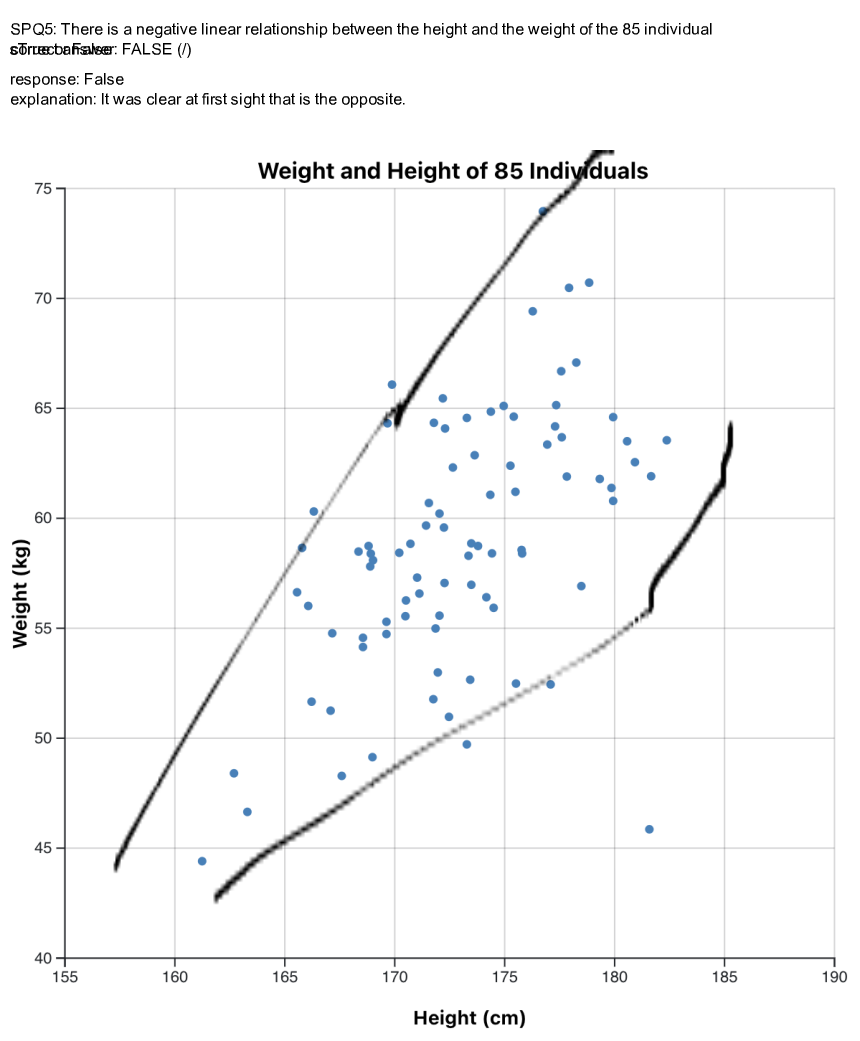 SPQ5: There is a negative linear relationship between the height and the weight of the 85 individual
FALSE (/)
response: False
explanation: It was clear at first sight that is the opposite.
Weight and Height of 85 Individuals
75
70
65
60
55
50
45
40
Weight (kg)
155 160 165 170 175 180 185 190
Height (cm)